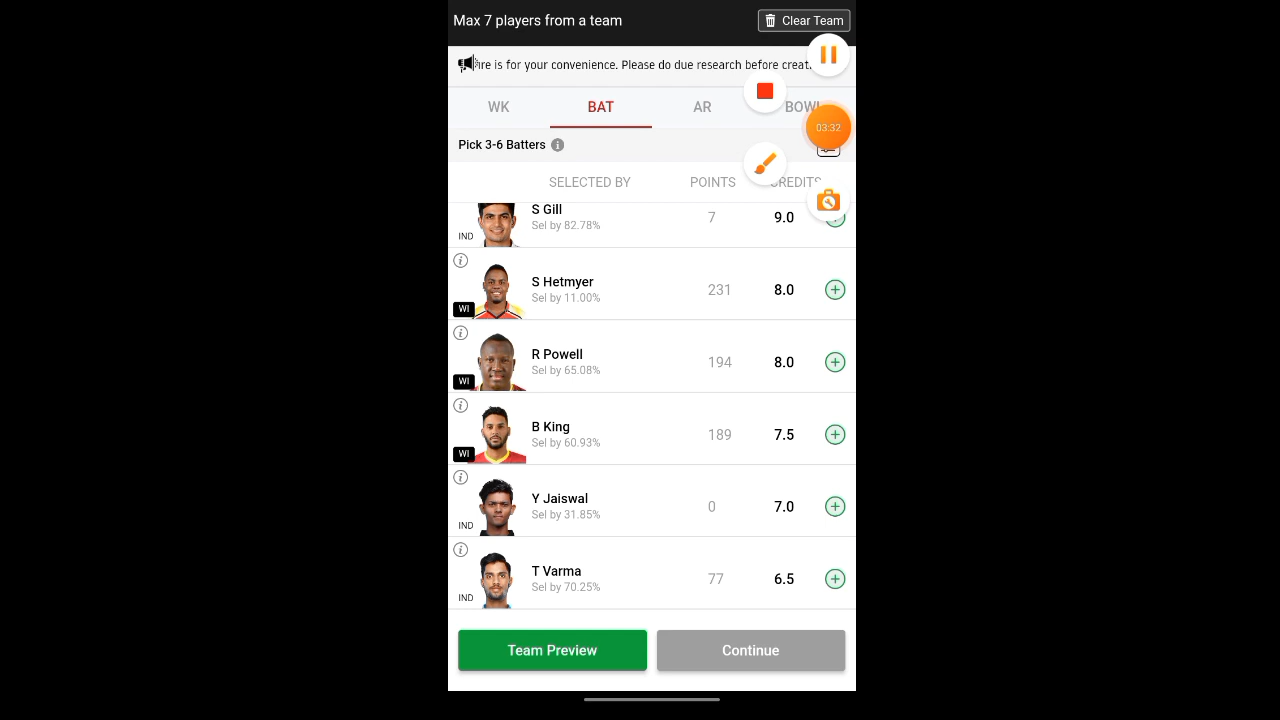 Max 7 players from a team
Clear Team
is for your convenience. Please do due research before creat
WK
BAT
AR
BOWL
03:32
Pick 3-6 Batters
SELECTED BY
POINTS
CREDITS
S Gill
Sel by 82.78%
7
9.0
IND
S Hetmyer
Sel by 11.00%
231
8.0
WI
R Powell
Sel by 65.08%
194
8.0
WI
B King
Sel by 60.93%
189
7.5
WI
Y Jaiswal
Sel by 31.85%
0
7.0
IND
T Varma
Sel by 70.25%
77
6.5
IND
Team Preview
Continue